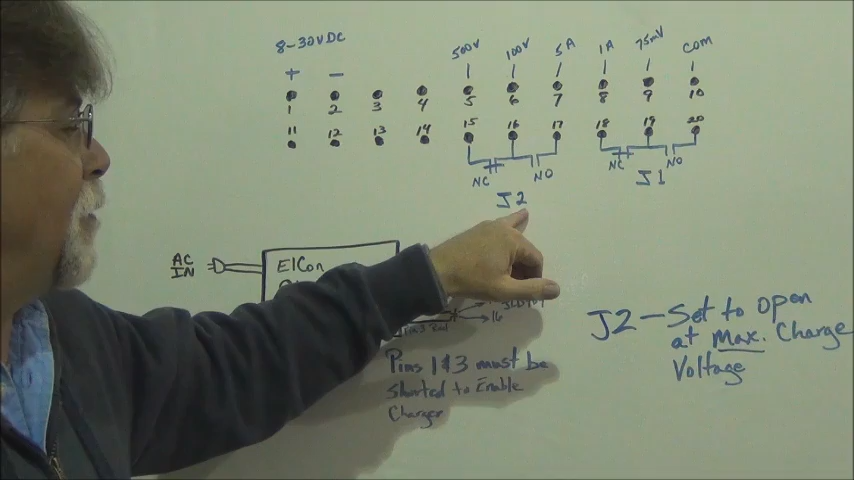 8-30VDC
+ −
500V 100V 5A 1A 75mV COM
1 2 3 4 5 6 7 8 9 10
11 12 13 14 15 16 17 18 19 20
NC NO NC NO
J2 J1
AC
IN
ElCon
16
J2 - Set to Open
at Max. Charge
Voltage
Pins 1 & 3 must be
shorted to Enable
Charger